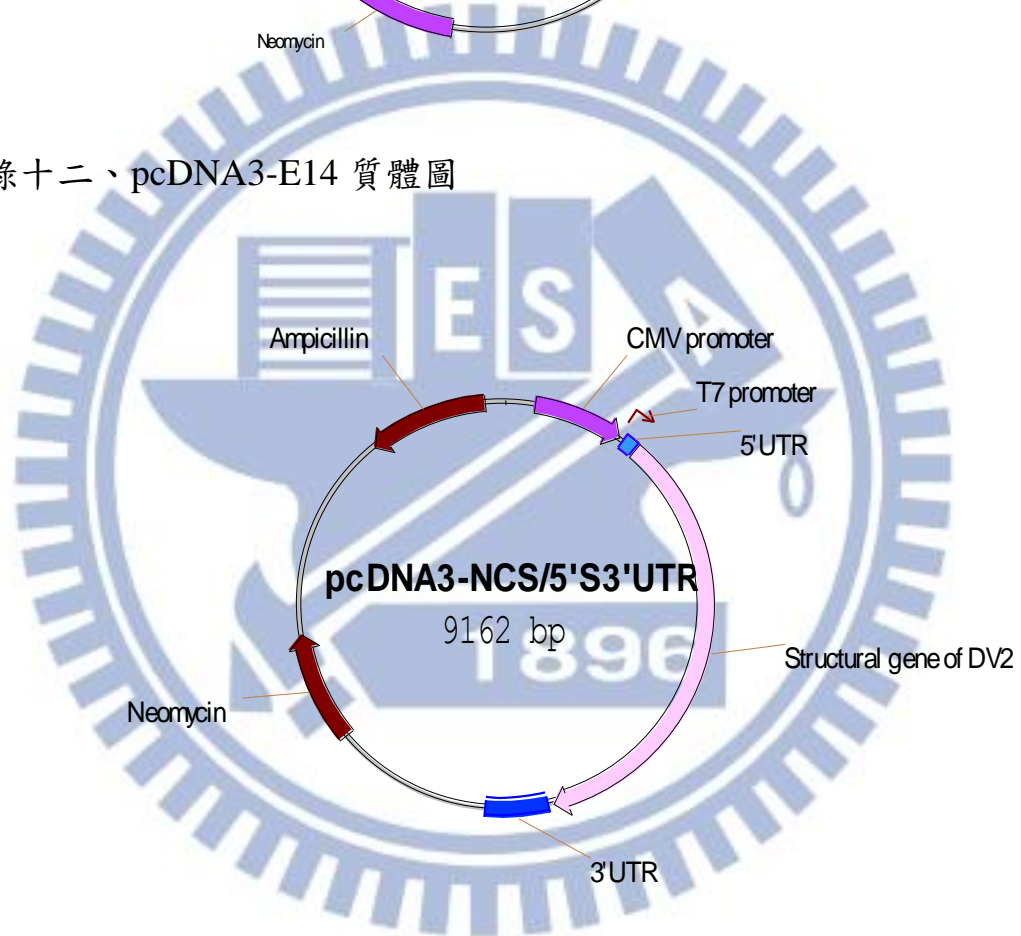 Neomycin
錄十二、pcDNA3-E14 質體圖
E S A
Ampicillin
CMV promoter
T7 promoter
5'UTR
pcDNA3-NCS/5'S3'UTR
9162 bp
1896
Structural gene of DV2
Neomycin
3'UTR